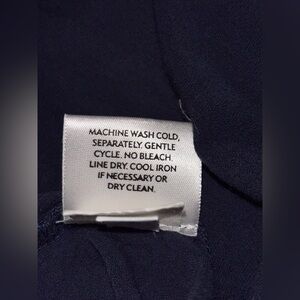 MACHINE WASH COLD,
SEPARATELY. GENTLE
CYCLE. NO BLEACH.
LINE DRY. COOL IRON
IF NECESSARY OR
DRY CLEAN.